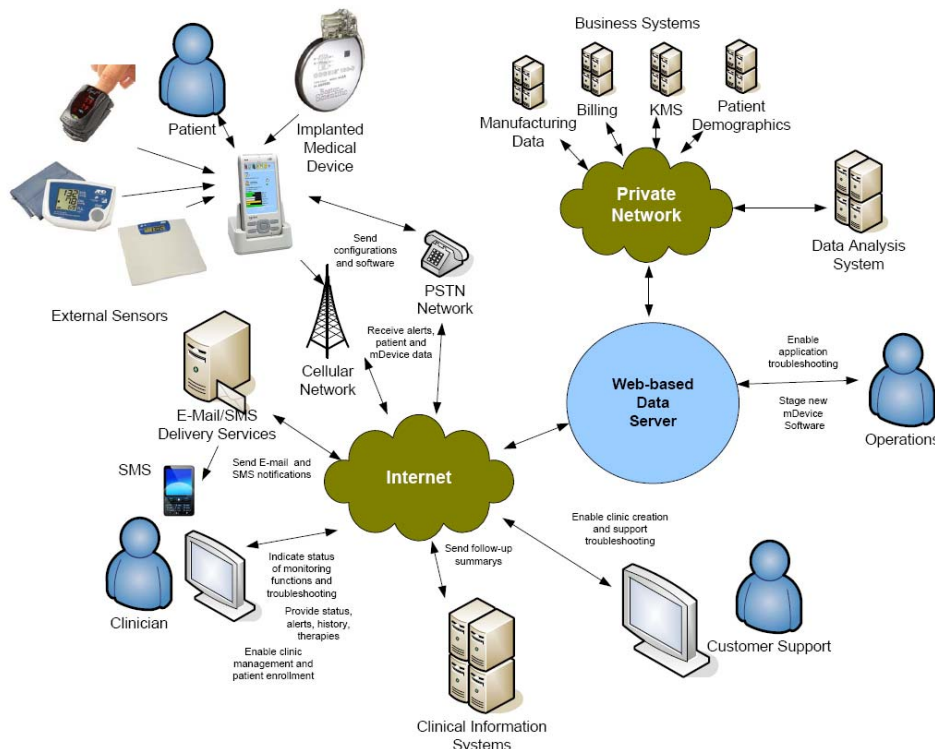 Business Systems
Patient
Implanted
Medical
Device
Manufacturing
Data
Billing
KMS
Patient
Demographics
Private
Network
Data Analysis
System
Send
configurations
and software
PSTN
Network
External Sensors
Receive alerts,
patient and
mDevice data
Cellular
Network
Web-based
Data
Server
Enable
application
troubleshooting
Stage new
mDevice
Software
Operations
E-Mail/SMS
Delivery Services
SMS
Send E-mail and
SMS notifications
Internet
Enable clinic creation
and support
troubleshooting
Clinician
Indicate status
of monitoring
functions and
troubleshooting
Provide status,
alerts, history,
therapies
Enable clinic
management and
patient enrollment
Send follow-up
summarys
Customer Support
Clinical Information
Systems